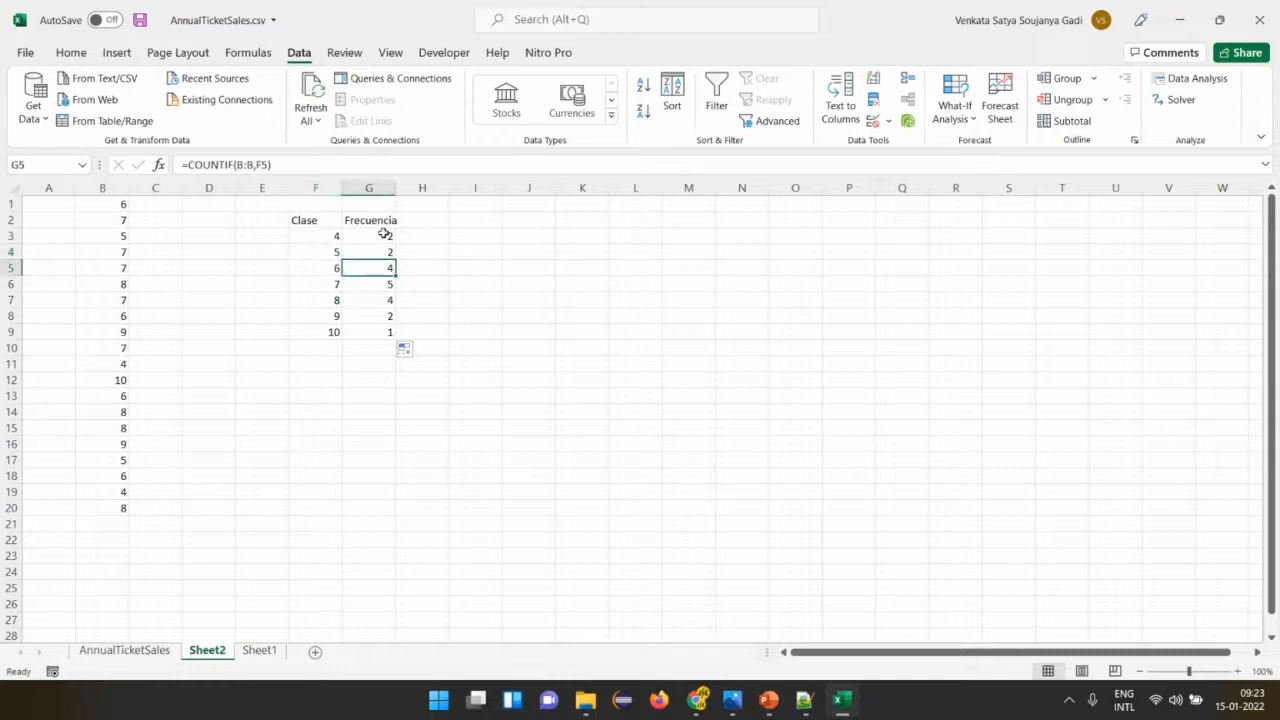 AutoSave Off AnnualTicketSales.csv Search (Alt+Q) Venkata Satya Soujanya Gadi VS
File Home Insert Page Layout Formulas Data Review View Developer Help Nitro Pro Comments Share
Get Data
From Text/CSV
From Web
From Table/Range
Recent Sources
Existing Connections
Get & Transform Data
Refresh All
Queries & Connections
Properties
Edit Links
Queries & Connections
Stocks
Currencies
Data Types
Sort
Filter
Clear
Reapply
Advanced
Sort & Filter
Text to Columns
Data Tools
What-If Analysis
Forecast Sheet
Forecast
Group
Ungroup
Subtotal
Outline
Data Analysis
Solver
Analyze
G5 fx =COUNTIF(B:B,F5)
A B C D E F G H I J K L M N O P Q R S T U V W
1 6
2 7 Clase Frecuencia
3 5 4 2
4 7 5 2
5 7 6 4
6 8 7 5
7 7 8 4
8 6 9 2
9 9 10 1
10 7
11 4
12 10
13 6
14 8
15 8
16 9
17 5
18 6
19 4
20 8
21
22
23
24
25
26
27
28
AnnualTicketSales Sheet2 Sheet1
Ready 100%
ENG INTL 09:23 15-01-2022